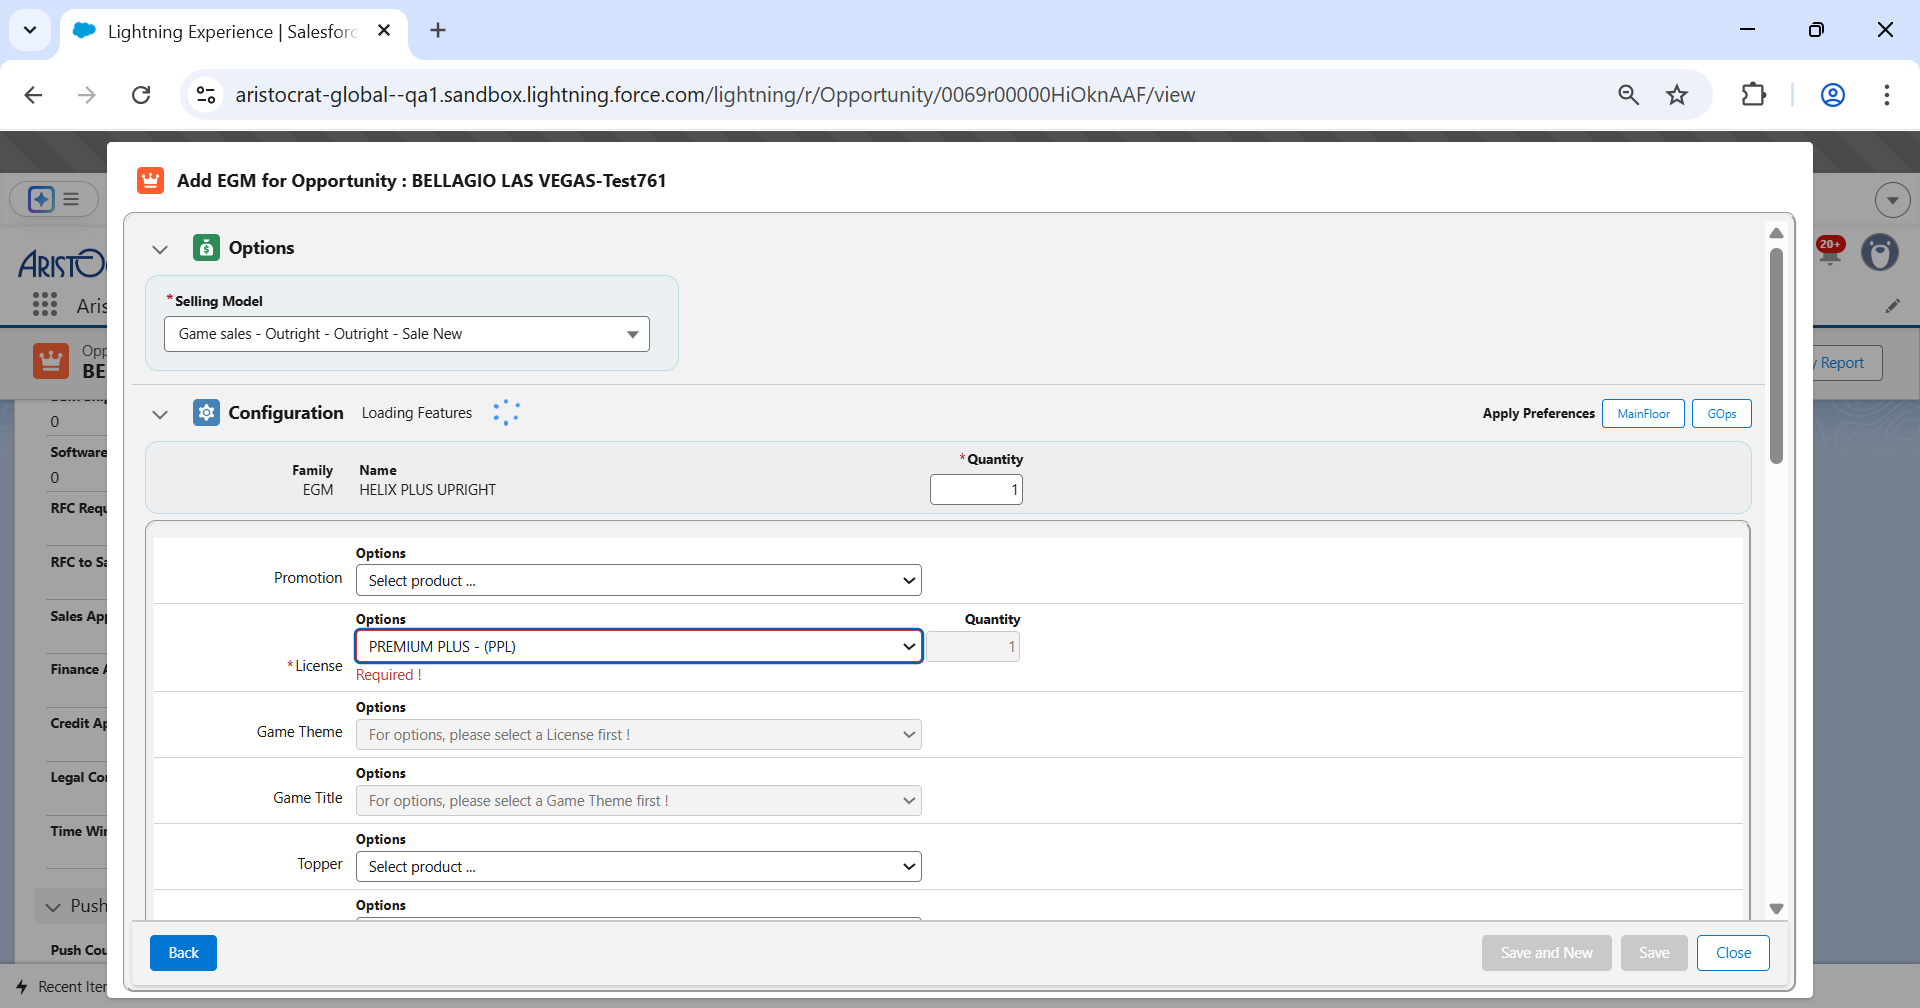 Lightning Experience | Salesforc
aristocrat-global--qa1.sandbox.lightning.force.com/lightning/r/Opportunity/0069r00000HiOknAAF/view
Add EGM for Opportunity : BELLAGIO LAS VEGAS-Test761
Options
*Selling Model
Game sales - Outright - Outright - Sale New
Configuration Loading Features
Apply Preferences MainFloor GOps
Family Name *Quantity
EGM HELIX PLUS UPRIGHT 1
Options
Promotion Select product ...
Options Quantity
*License PREMIUM PLUS - (PPL) 1
Required !
Options
Game Theme For options, please select a License first !
Options
Game Title For options, please select a Game Theme first !
Options
Topper Select product ...
Options
Back Save and New Save Close
ARISTOC
Aris
Opp
BE
0
Software
0
RFC Requ
RFC to Sa
Sales App
Finance A
Credit Ap
Legal Con
Time Win
Push
Push Cou
Recent Iter
20+
y Report